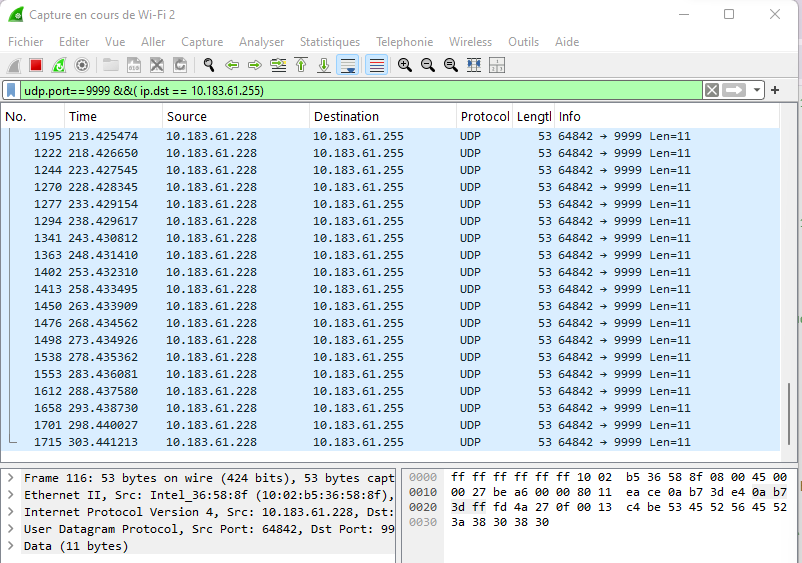 Capture en cours de Wi-Fi 2
Fichier Editer Vue Aller Capture Analyser Statistiques Telephonie Wireless Outils Aide
udp.port==9999 &&( ip.dst == 10.183.61.255)
No. Time Source Destination Protocol Lengtl Info
1195 213.425474 10.183.61.228 10.183.61.255 UDP 53 64842 → 9999 Len=11
1222 218.426650 10.183.61.228 10.183.61.255 UDP 53 64842 → 9999 Len=11
1244 223.427545 10.183.61.228 10.183.61.255 UDP 53 64842 → 9999 Len=11
1270 228.428345 10.183.61.228 10.183.61.255 UDP 53 64842 → 9999 Len=11
1277 233.429154 10.183.61.228 10.183.61.255 UDP 53 64842 → 9999 Len=11
1294 238.429617 10.183.61.228 10.183.61.255 UDP 53 64842 → 9999 Len=11
1341 243.430812 10.183.61.228 10.183.61.255 UDP 53 64842 → 9999 Len=11
1363 248.431410 10.183.61.228 10.183.61.255 UDP 53 64842 → 9999 Len=11
1402 253.432310 10.183.61.228 10.183.61.255 UDP 53 64842 → 9999 Len=11
1413 258.433495 10.183.61.228 10.183.61.255 UDP 53 64842 → 9999 Len=11
1450 263.433909 10.183.61.228 10.183.61.255 UDP 53 64842 → 9999 Len=11
1476 268.434562 10.183.61.228 10.183.61.255 UDP 53 64842 → 9999 Len=11
1498 273.434926 10.183.61.228 10.183.61.255 UDP 53 64842 → 9999 Len=11
1538 278.435362 10.183.61.228 10.183.61.255 UDP 53 64842 → 9999 Len=11
1553 283.436081 10.183.61.228 10.183.61.255 UDP 53 64842 → 9999 Len=11
1612 288.437580 10.183.61.228 10.183.61.255 UDP 53 64842 → 9999 Len=11
1658 293.438730 10.183.61.228 10.183.61.255 UDP 53 64842 → 9999 Len=11
1701 298.440027 10.183.61.228 10.183.61.255 UDP 53 64842 → 9999 Len=11
1715 303.441213 10.183.61.228 10.183.61.255 UDP 53 64842 → 9999 Len=11
Frame 116: 53 bytes on wire (424 bits), 53 bytes capt
Ethernet II, Src: Intel_36:58:8f (10:02:b5:36:58:8f),
Internet Protocol Version 4, Src: 10.183.61.228, Dst:
User Datagram Protocol, Src Port: 64842, Dst Port: 99
Data (11 bytes)
0000 ff ff ff ff ff ff 10 02 b5 36 58 8f 08 00 45 00
0010 00 27 be a6 00 00 80 11 ea ce 0a b7 3d e4 0a b7
0020 3d ff fd 4a 27 0f 00 13 c4 be 53 45 52 56 45 52
0030 3a 38 30 38 30